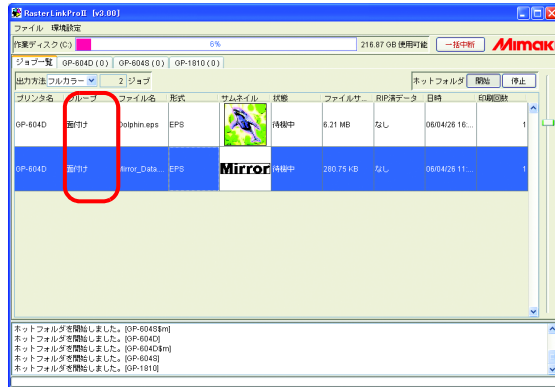 RasterLinkProII [v3.00]
ファイル 環境設定
作業ディスク(C:) 6% 216.87 GB 使用可能 一括中断 Mimaki
ジョブ一覧 GP-604D ( 0 ) GP-604S ( 0 ) GP-1810 ( 0 )
出力方法 フルカラー 2 ジョブ ホットフォルダ 開始 停止
プリンタ名 グループ ファイル名 形式 サムネイル 状態 ファイルサ... RIP済データ 日時 印刷回数
GP-604D 面付け Dolphin.eps EPS 待機中 6.21 MB なし 06/04/26 16:... 1
GP-604D 面付け Mirror_Data... EPS Mirror 待機中 280.75 KB なし 06/04/26 11:... 1
ホットフォルダを開始しました。[GP-604S$m]
ホットフォルダを開始しました。[GP-604D]
ホットフォルダを開始しました。[GP-604D$m]
ホットフォルダを開始しました。[GP-604S]
ホットフォルダを開始しました。[GP-1810]